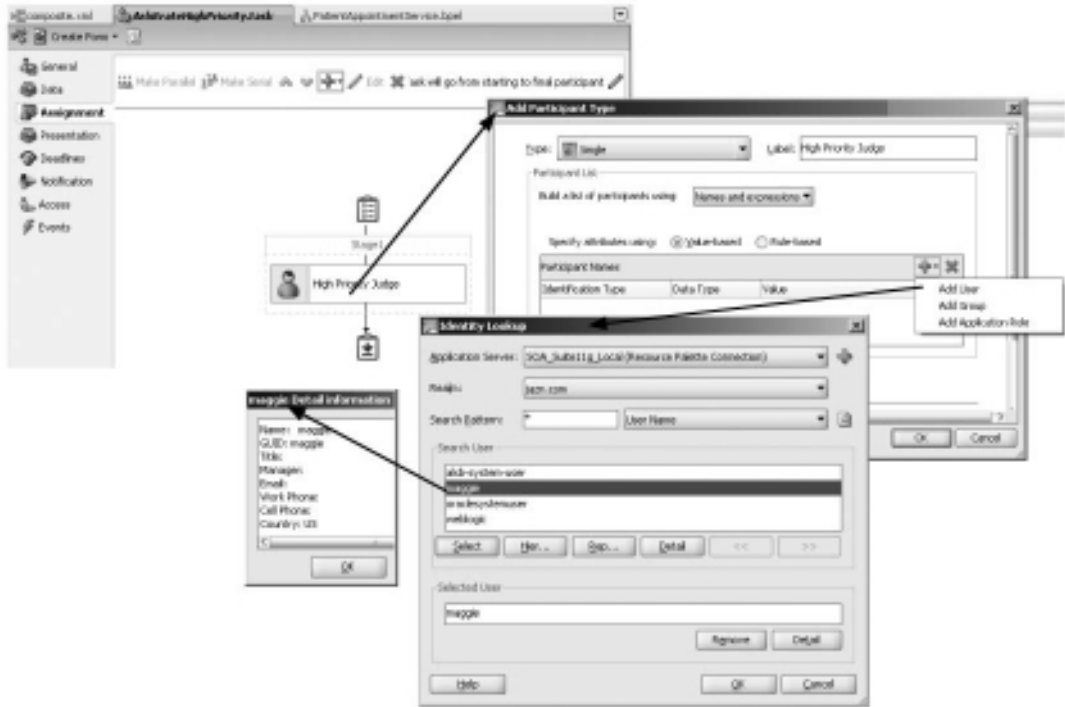 composite.xml ArbitrateHighPriority.task PatientAppointmentService.bpel
Create Form
General
Data
Assignment
Presentation
Deadlines
Notification
Access
Events
Make Parallel Make Serial Edit task will go from starting to final participant
Stage1
High Priority Judge
Add Participant Type
Type: Single Label: High Priority Judge
Participant List
Build a list of participants using: Names and expressions
Specify attributes using: Value-based Rule-based
Participant Names
Identification Type Data Type Value
Add User
Add Group
Add Application Role
OK Cancel
Identity Lookup
Application Server: SOA_Suite11g_Local (Resource Palette Connection)
Realm: jazn.com
Search Pattern: * User Name
Search User
maggie
oraclesystemuser
weblogic
Select Hier... Rep... Detail << >>
Selected User
maggie
Remove Detail
Help OK Cancel
maggie Detail information
Name: maggie
GUID: maggie
Title:
Manager:
Email:
Work Phone:
Cell Phone:
Country: US
OK